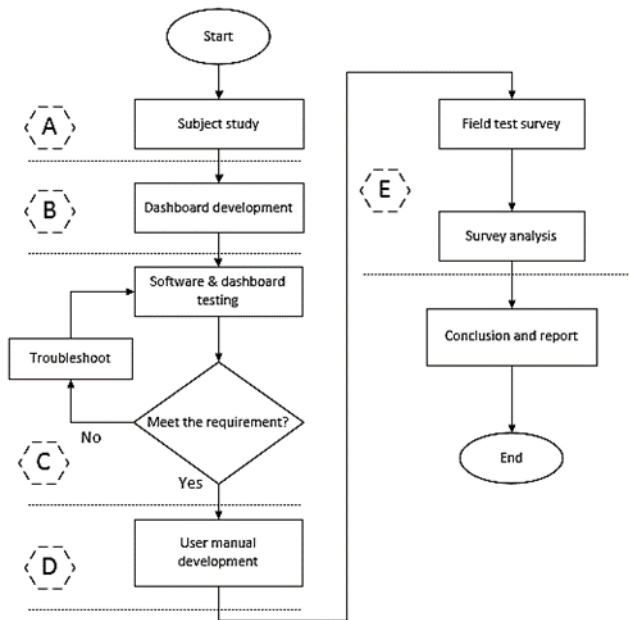 Start
A
Subject study
B
Dashboard development
Software & dashboard
testing
Troubleshoot
Meet the requirement?
No
Yes
C
User manual
development
D
Field test survey
E
Survey analysis
Conclusion and report
End